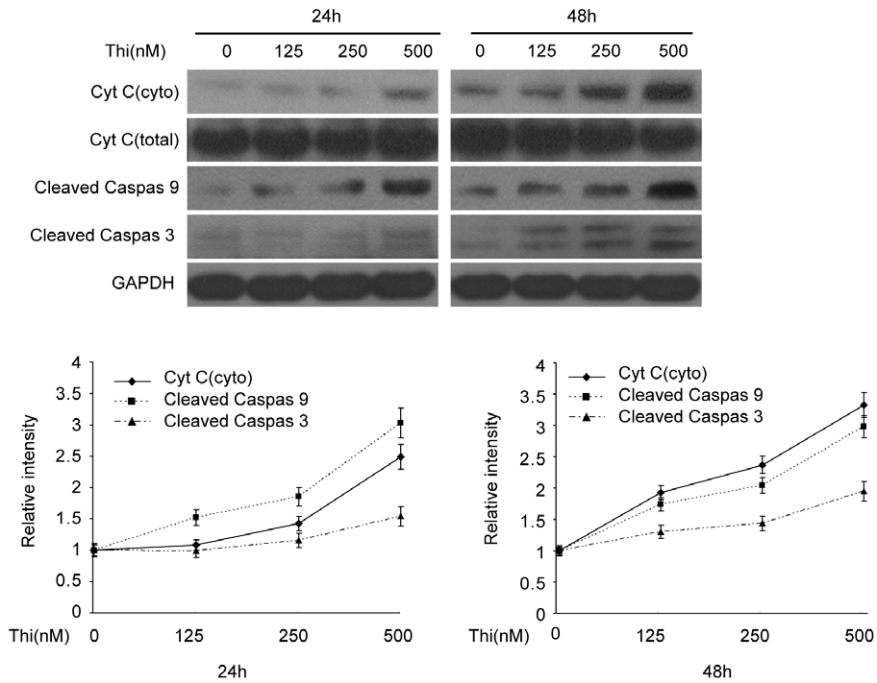 24h 48h
Thi(nM) 0 125 250 500 0 125 250 500
Cyt C(cyto)
Cyt C(total)
Cleaved Caspas 9
Cleaved Caspas 3
GAPDH
4
3.5
3
2.5
2
1.5
1
0.5
0
Relative intensity
Cyt C(cyto)
Cleaved Caspas 9
Cleaved Caspas 3
Thi(nM) 0 125 250 500
24h
4
3.5
3
2.5
2
1.5
1
0.5
0
Relative intensity
Cyt C(cyto)
Cleaved Caspas 9
Cleaved Caspas 3
Thi(nM) 0 125 250 500
48h